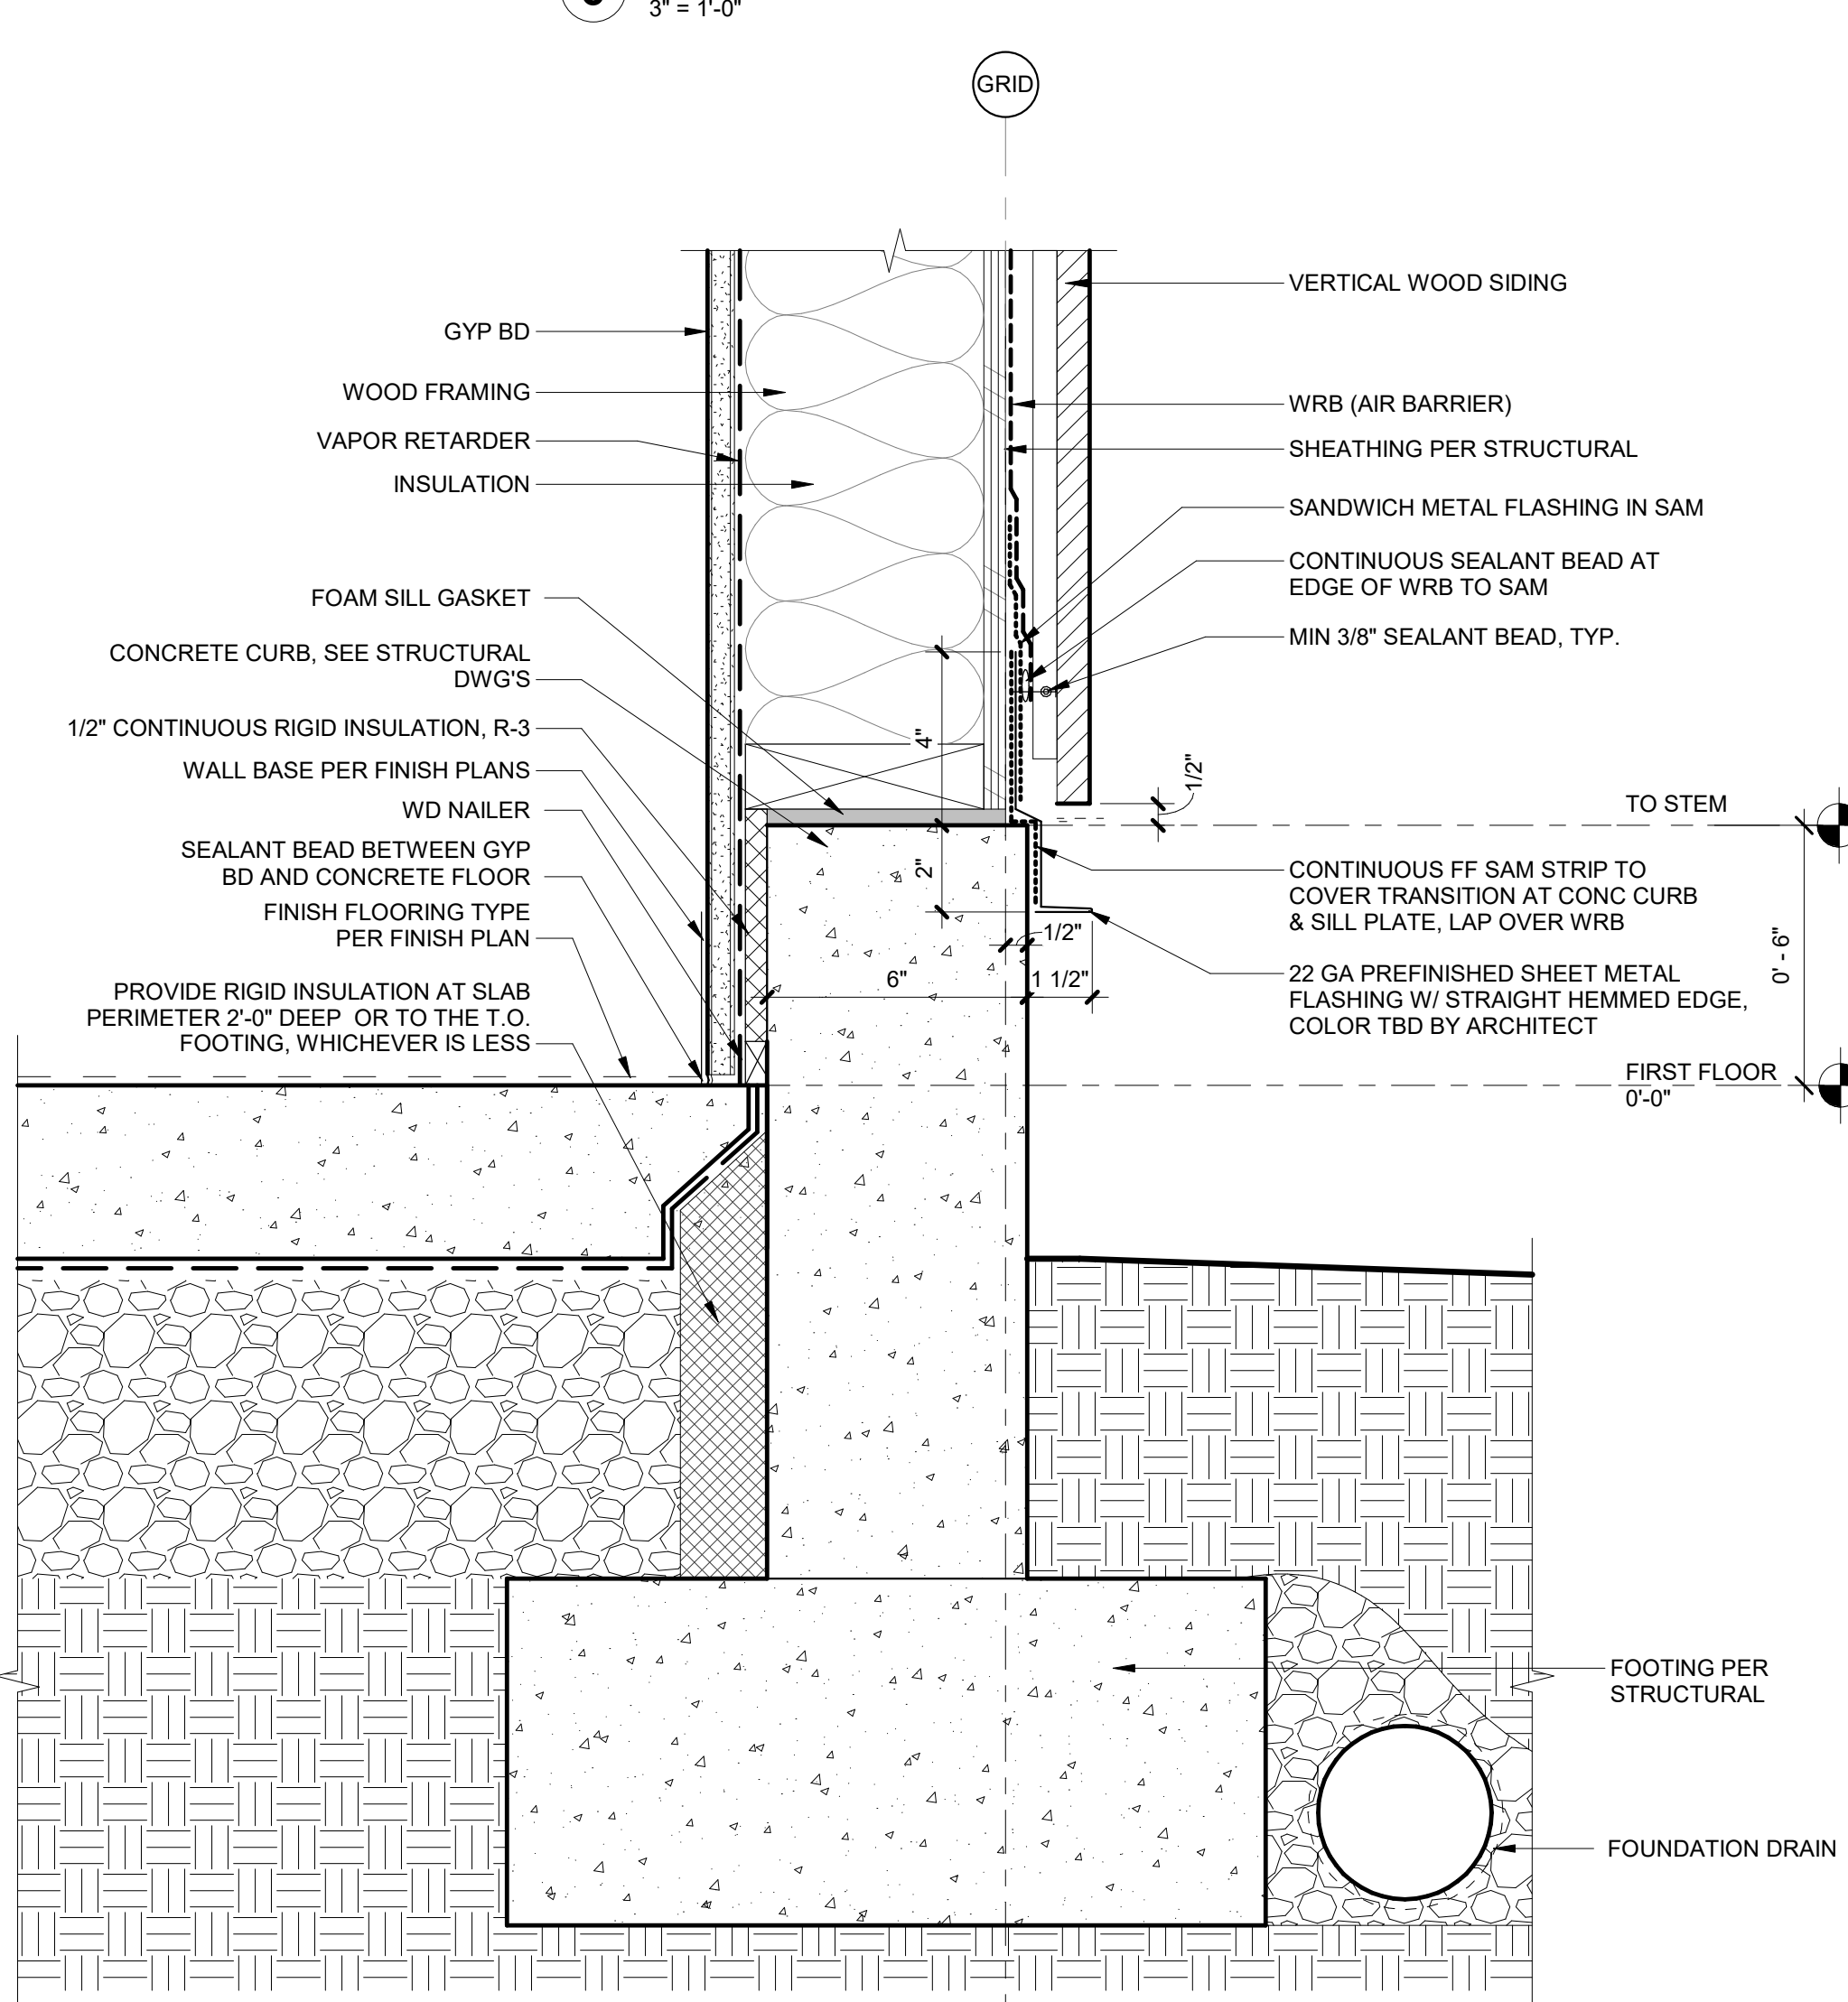 3" = 1'-0"
GRID
GYP BD
WOOD FRAMING
VAPOR RETARDER
INSULATION
FOAM SILL GASKET
CONCRETE CURB, SEE STRUCTURAL
DWG'S
1/2" CONTINUOUS RIGID INSULATION, R-3
WALL BASE PER FINISH PLANS
WD NAILER
SEALANT BEAD BETWEEN GYP
BD AND CONCRETE FLOOR
FINISH FLOORING TYPE
PER FINISH PLAN
PROVIDE RIGID INSULATION AT SLAB
PERIMETER 2'-0" DEEP OR TO THE T.O.
FOOTING, WHICHEVER IS LESS
4"
2"
6"
1/2"
1 1/2"
1/2"
VERTICAL WOOD SIDING
WRB (AIR BARRIER)
SHEATHING PER STRUCTURAL
SANDWICH METAL FLASHING IN SAM
CONTINUOUS SEALANT BEAD AT
EDGE OF WRB TO SAM
MIN 3/8" SEALANT BEAD, TYP.
TO STEM
CONTINUOUS FF SAM STRIP TO
COVER TRANSITION AT CONC CURB
& SILL PLATE, LAP OVER WRB
22 GA PREFINISHED SHEET METAL
FLASHING W/ STRAIGHT HEMMED EDGE,
COLOR TBD BY ARCHITECT
0' - 6"
FIRST FLOOR
0'-0"
FOOTING PER
STRUCTURAL
FOUNDATION DRAIN